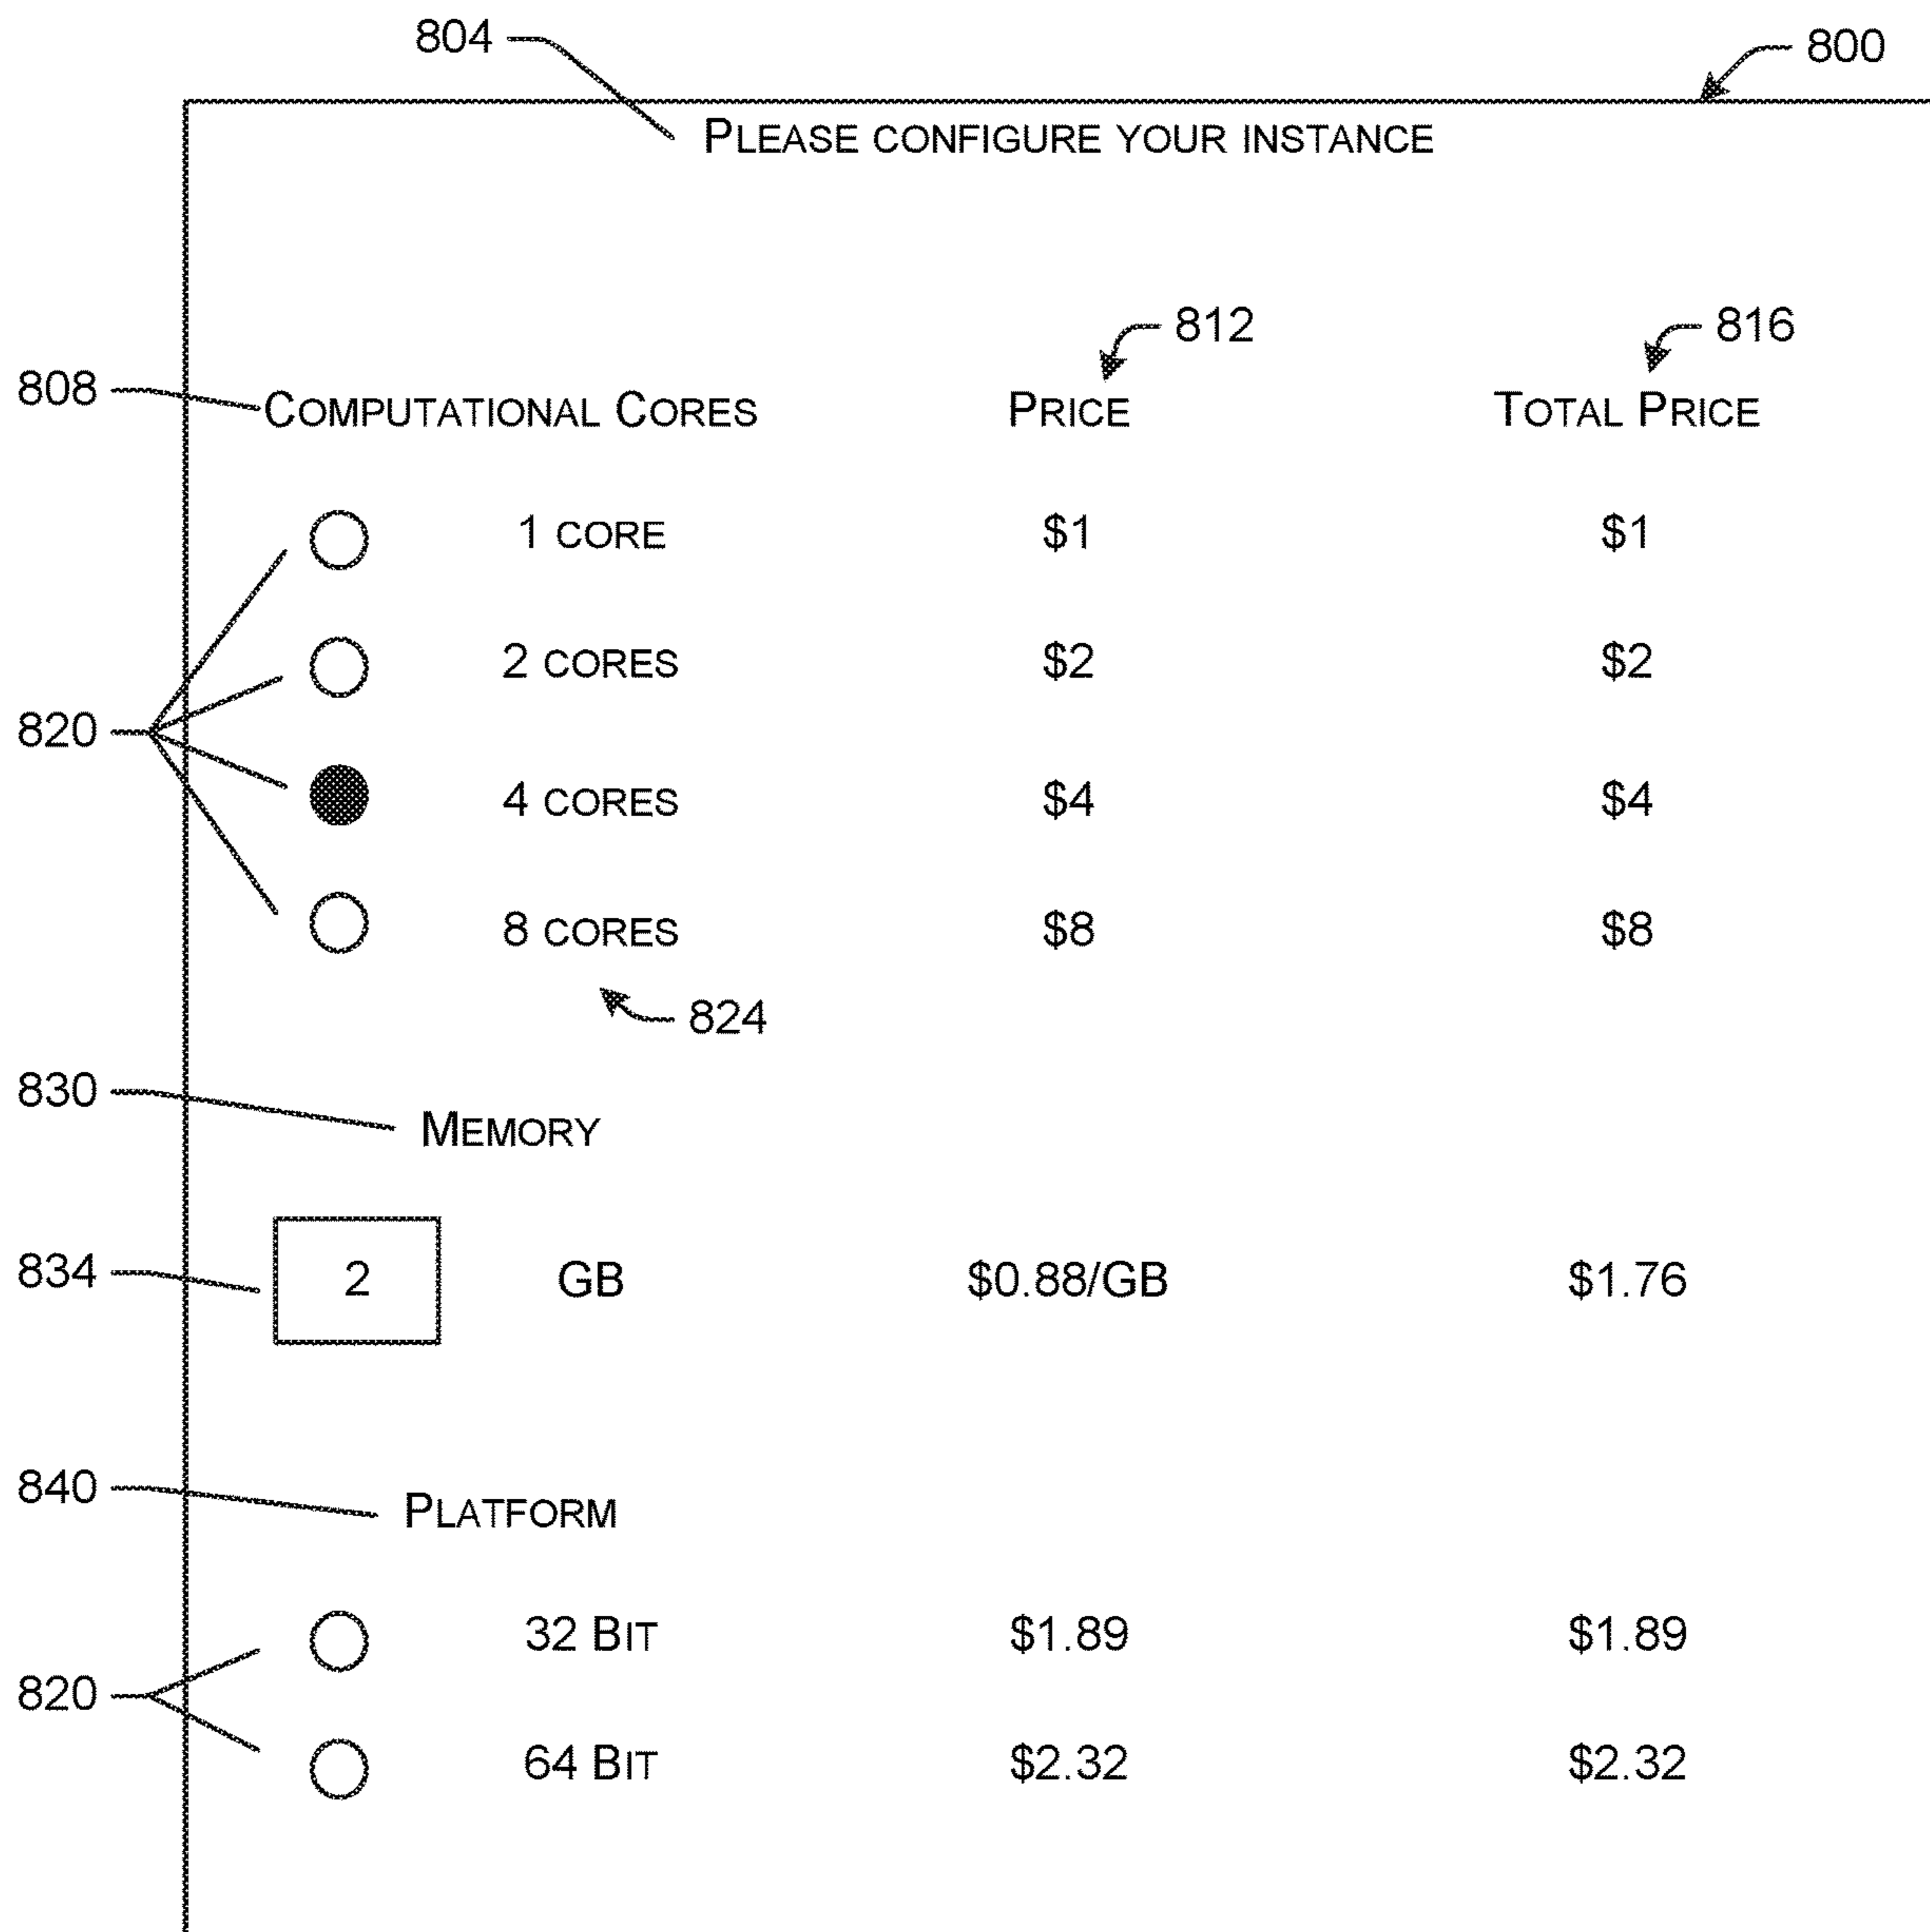 804
800
PLEASE CONFIGURE YOUR INSTANCE
812
816
808
COMPUTATIONAL CORES PRICE TOTAL PRICE
1 CORE $1 $1
2 CORES $2 $2
820
4 CORES $4 $4
8 CORES $8 $8
824
830
MEMORY
834 2 GB $0.88/GB $1.76
840
PLATFORM
32 BIT $1.89 $1.89
820
64 BIT $2.32 $2.32